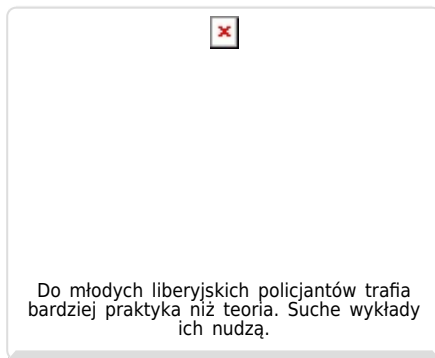 Do młodych liberyjskich policjantów trafia
bardziej praktyka niż teoria. Suche wykłady
ich nudzą.